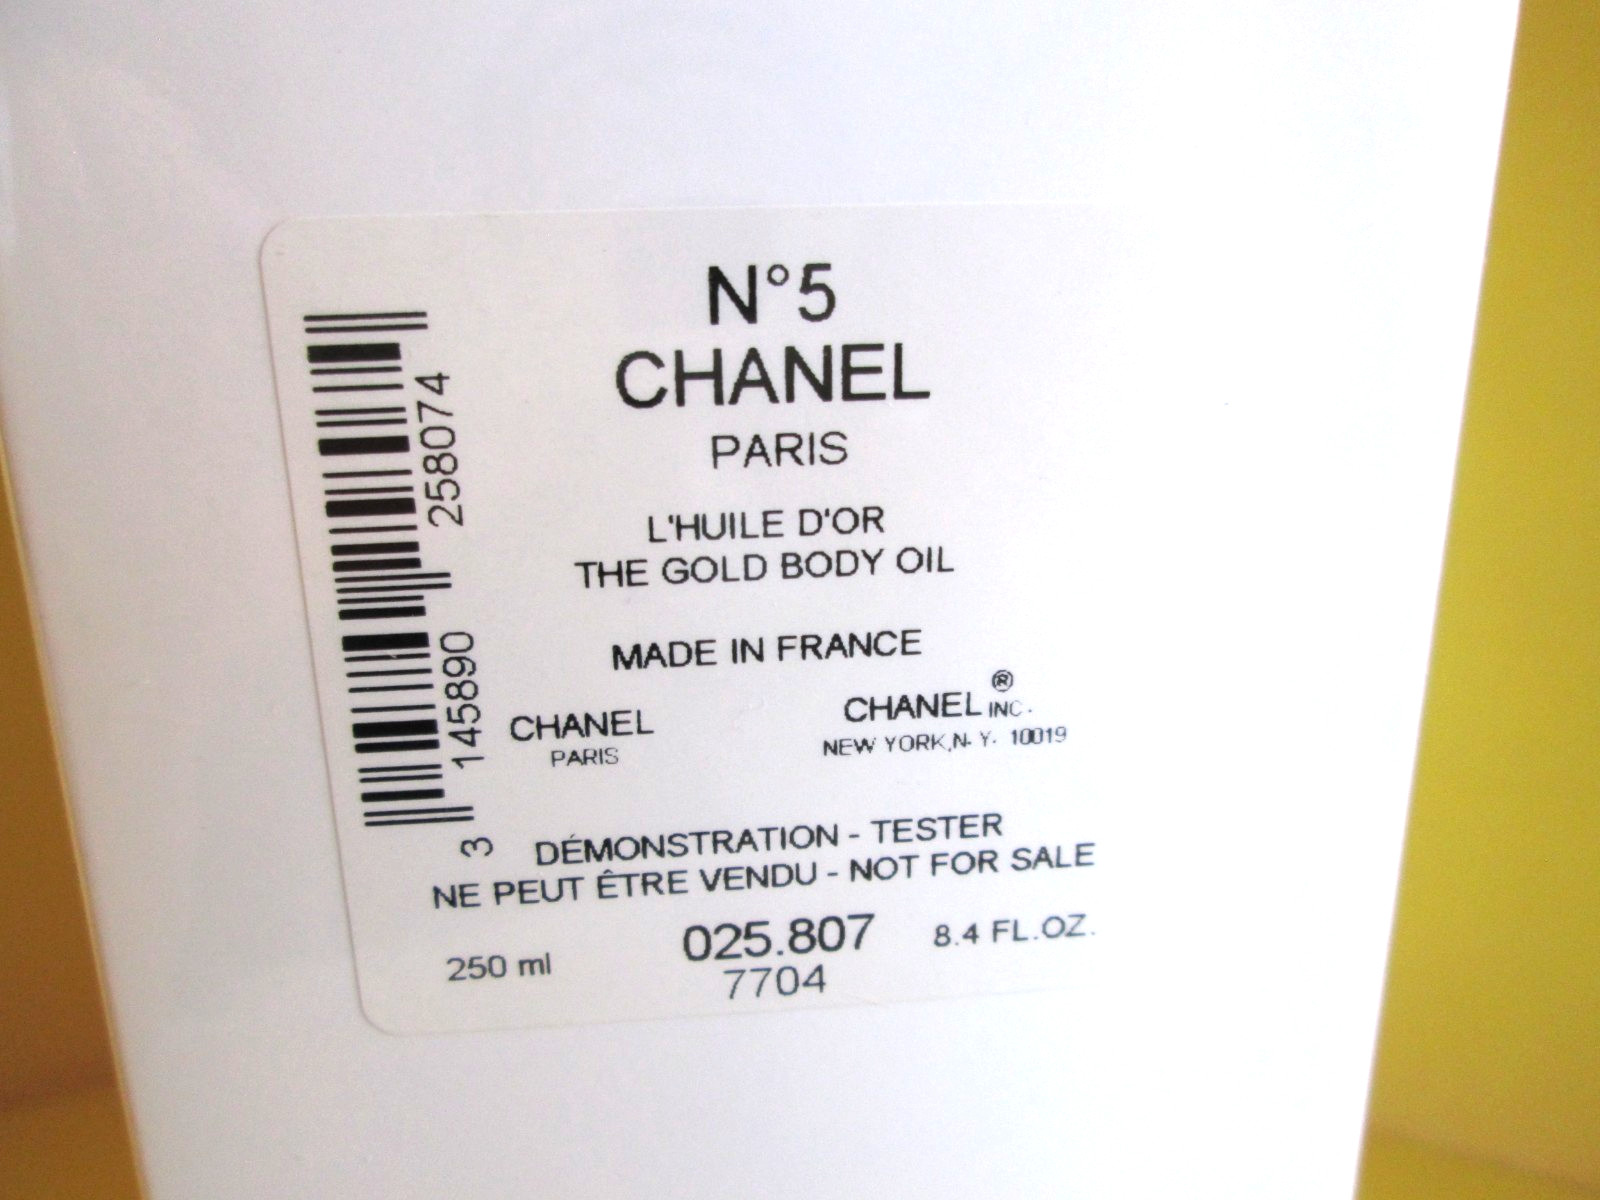 N°5
CHANEL
PARIS
L'HUILE D'OR
THE GOLD BODY OIL
MADE IN FRANCE
CHANEL
PARIS
CHANEL® INC.
NEW YORK, N.Y. 10019
DÉMONSTRATION - TESTER
NE PEUT ÊTRE VENDU - NOT FOR SALE
250 ml 025.807 8.4 FL.OZ.
7704
3 145890 258074